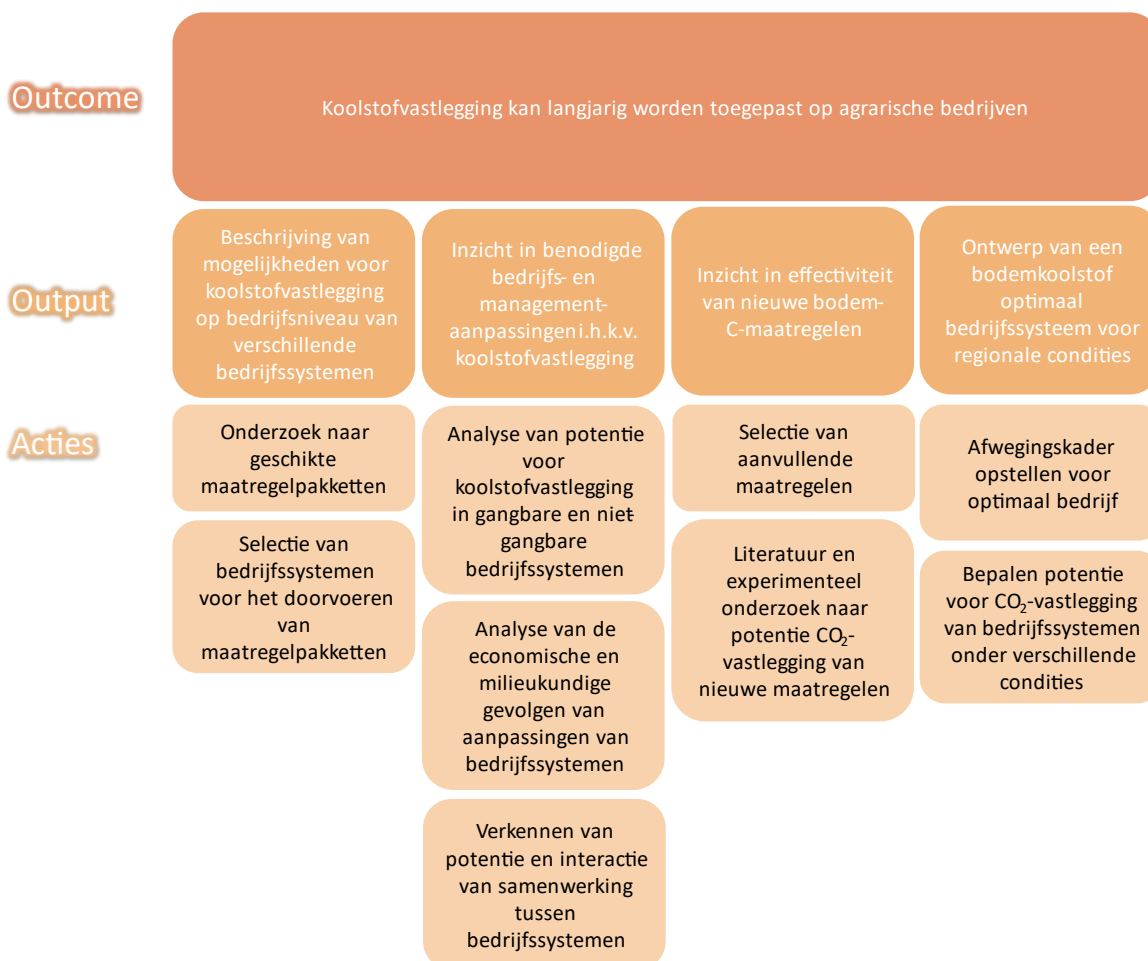 Outcome
Koolstofvastlegging kan langjarig worden toegepast op agrarische bedrijven
Output
Beschrijving van
mogelijkheden voor
koolstofvastlegging
op bedrijfsniveau van
verschillende
bedrijfssystemen
Inzicht in benodigde
bedrijfs- en
management-
aanpassingen i.h.k.v.
koolstofvastlegging
Inzicht in effectiviteit
van nieuwe bodem-
C-maatregelen
Ontwerp van een
bodemkoolstof
optimaal
bedrijfssysteem voor
regionale condities
Acties
Onderzoek naar
geschikte
maatregelpakketten
Selectie van
bedrijfssystemen
voor het doorvoeren
van
maatregelpakketten
Analyse van potentie
voor
koolstofvastlegging
in gangbare en niet
gangbare
bedrijfssystemen
Analyse van de
economische en
milieukundige
gevolgen van
aanpassingen van
bedrijfssystemen
Verkennen van
potentie en interactie
van samenwerking
tussen
bedrijfssystemen
Selectie van
aanvullende
maatregelen
Literatuur en
experimenteel
onderzoek naar
potentie CO₂-
vastlegging van
nieuwe maatregelen
Afwegingskader
opstellen voor
optimaal bedrijf
Bepalen potentie
voor CO₂-vastlegging
van bedrijfssystemen
onder verschillende
condities